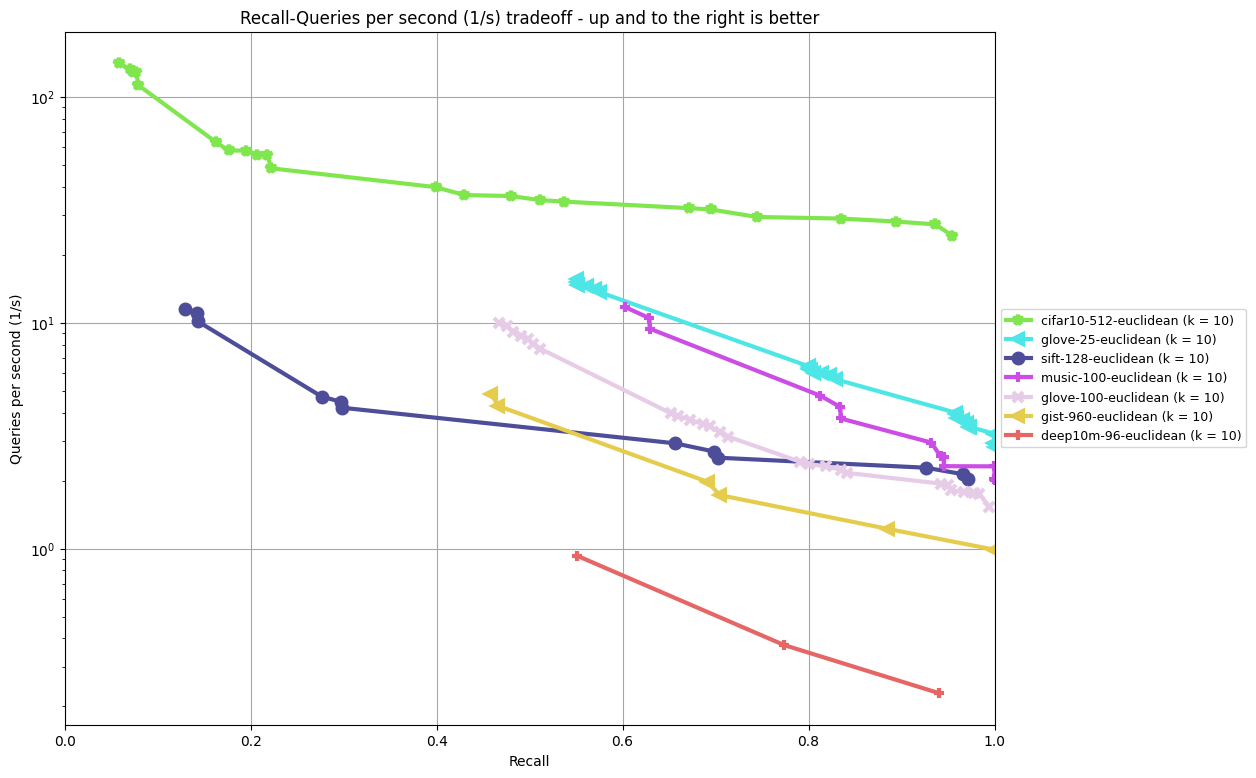 Recall-Queries per second (1/s) tradeoff - up and to the right is better
Queries per second (1/s)
10²
10¹
10⁰
0.0 0.2 0.4 0.6 0.8 1.0
Recall
cifar10-512-euclidean (k = 10)
glove-25-euclidean (k = 10)
sift-128-euclidean (k = 10)
music-100-euclidean (k = 10)
glove-100-euclidean (k = 10)
gist-960-euclidean (k = 10)
deep10m-96-euclidean (k = 10)